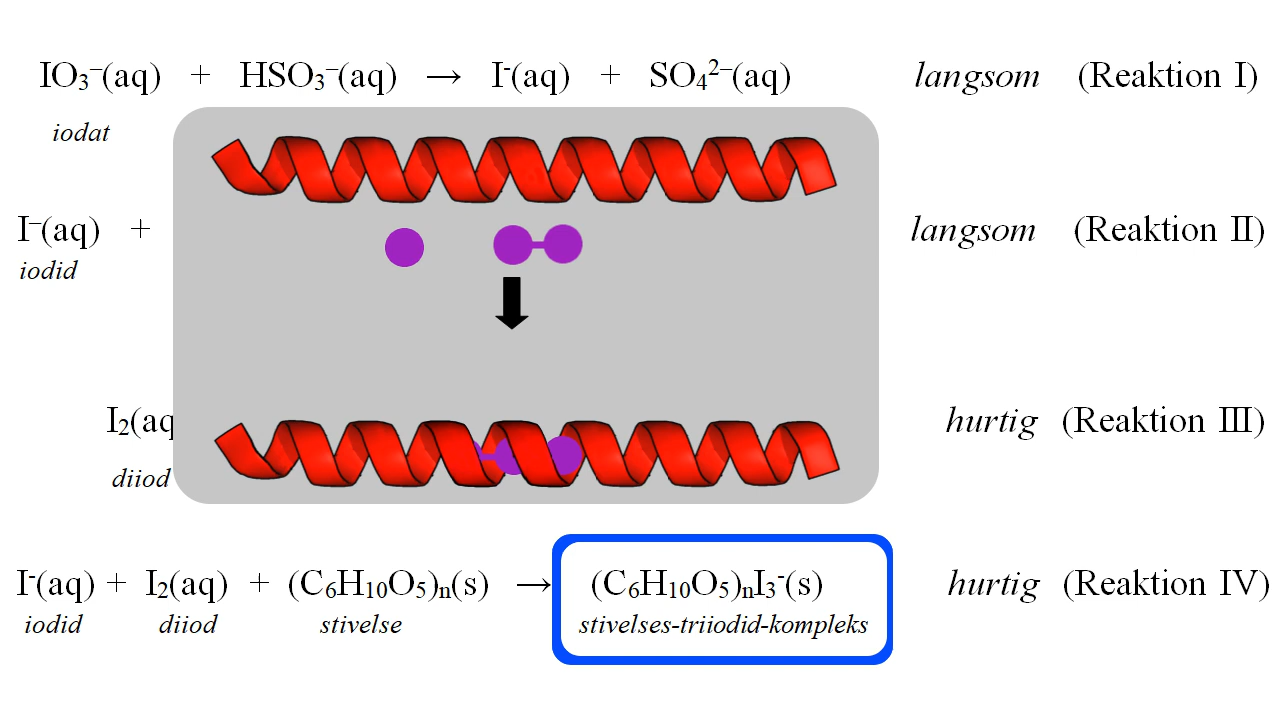 IO₃⁻(aq) + HSO₃⁻(aq) → I⁻(aq) + SO₄²⁻(aq) langsom (Reaktion I)
iodat
I⁻(aq) + langsom (Reaktion II)
iodid
I₂(aq hurtig (Reaktion III)
diiod
I⁻(aq) + I₂(aq) + (C₆H₁₀O₅)ₙ(s) → (C₆H₁₀O₅)ₙI₃⁻(s) hurtig (Reaktion IV)
iodid diiod stivelse stivelses-triiodid-kompleks